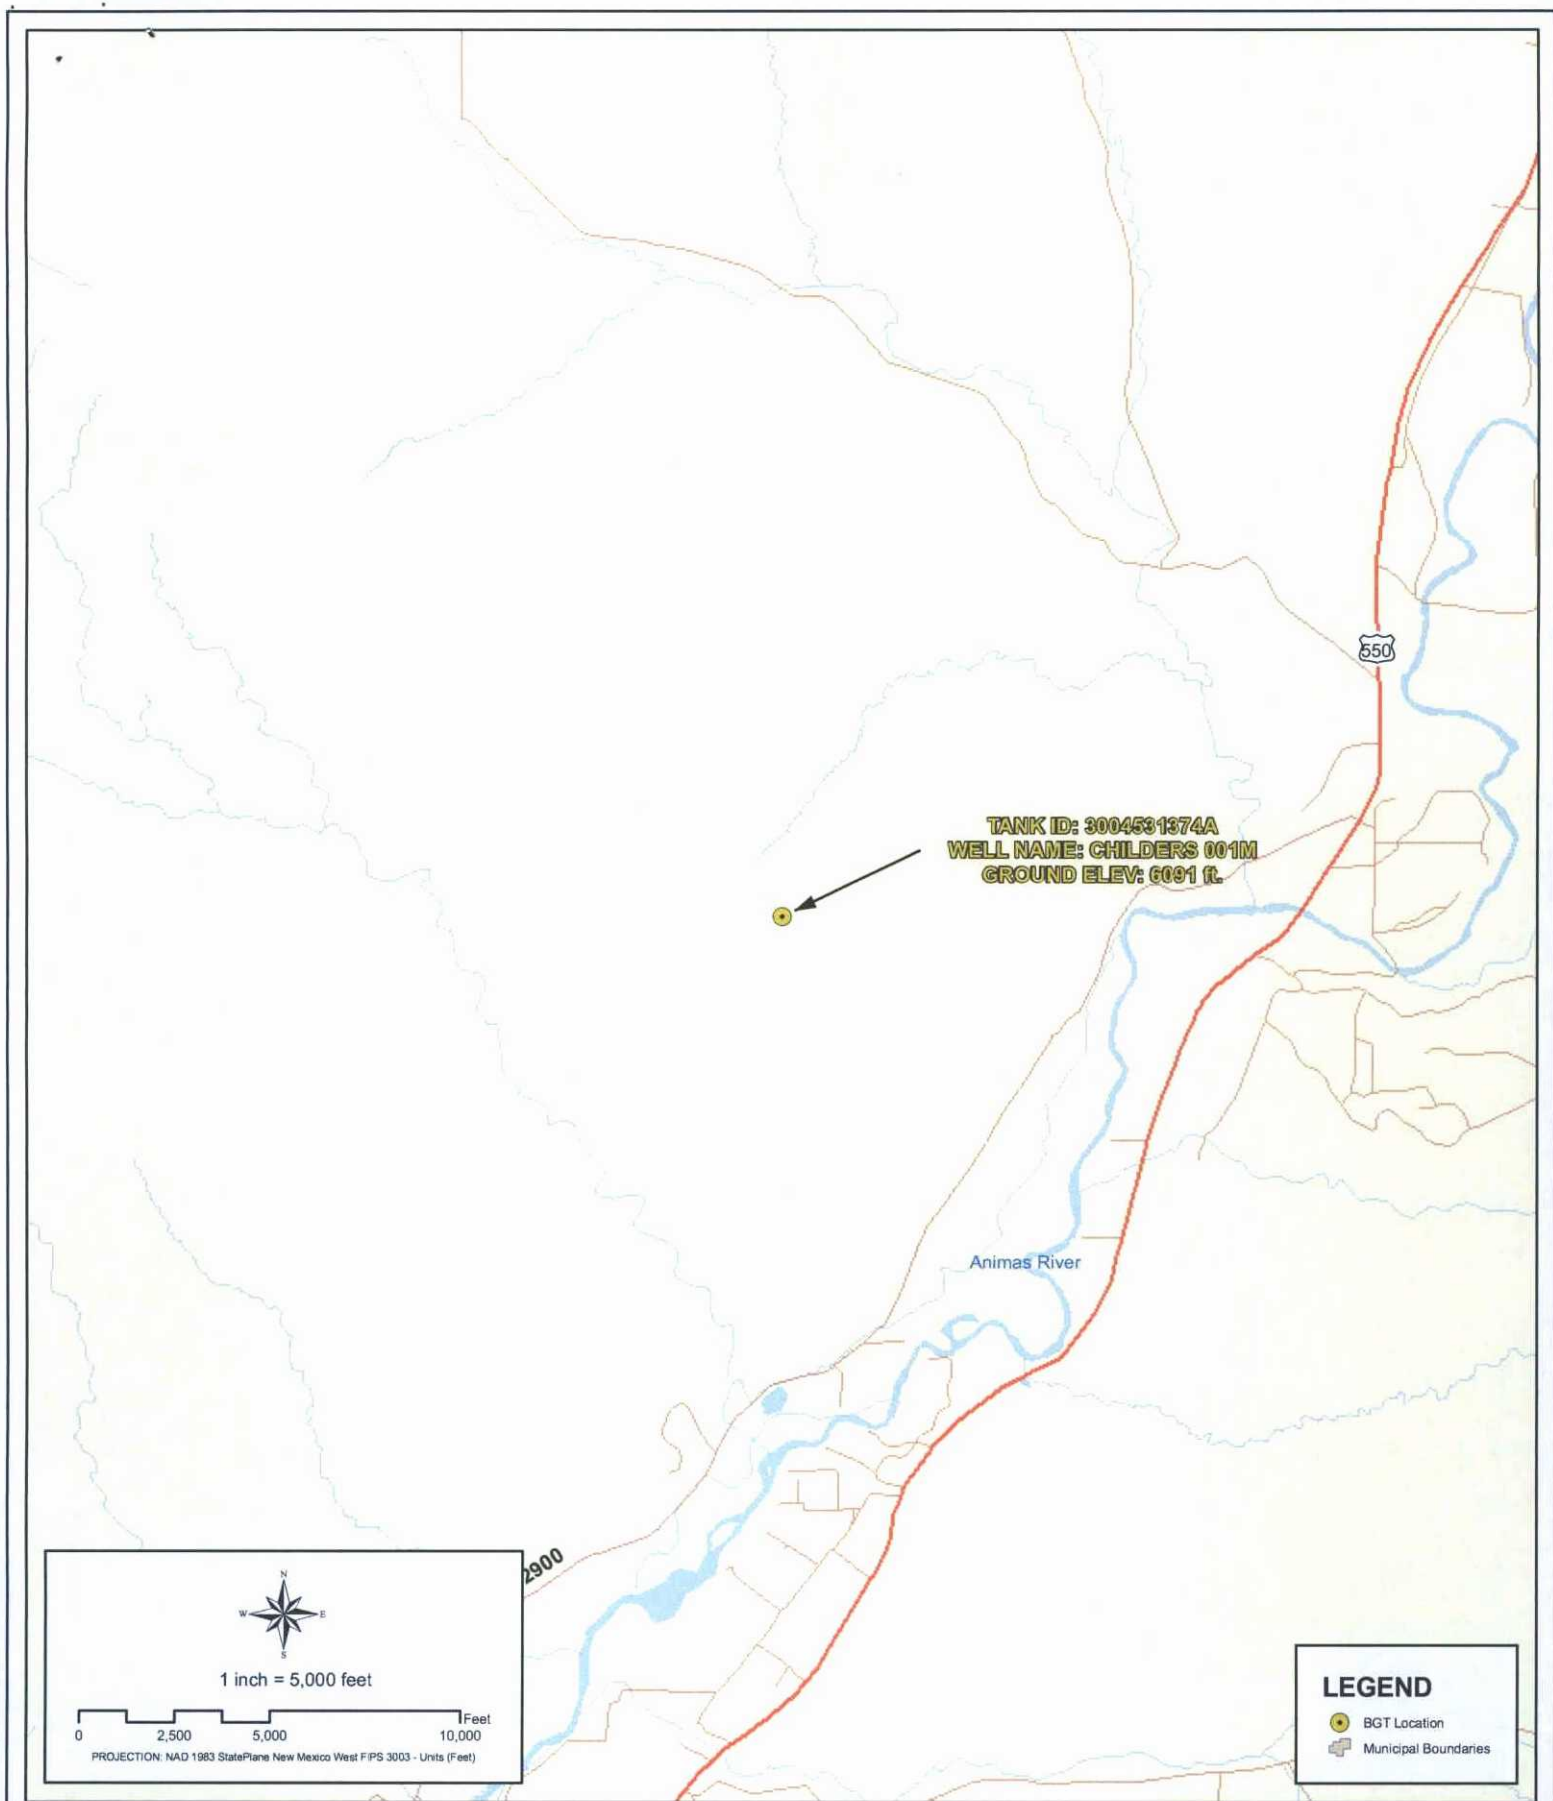 550
TANK ID: 3004531374A
WELL NAME: CHILDERS 001M
GROUND ELEV: 6091 ft.
Animas River
2900
N
W E
S
1 inch = 5,000 feet
Feet
0 2,500 5,000 10,000
PROJECTION: NAD 1983 StatePlane New Mexico West FIPS 3003 - Units (Feet)
LEGEND
BGT Location
Municipal Boundaries